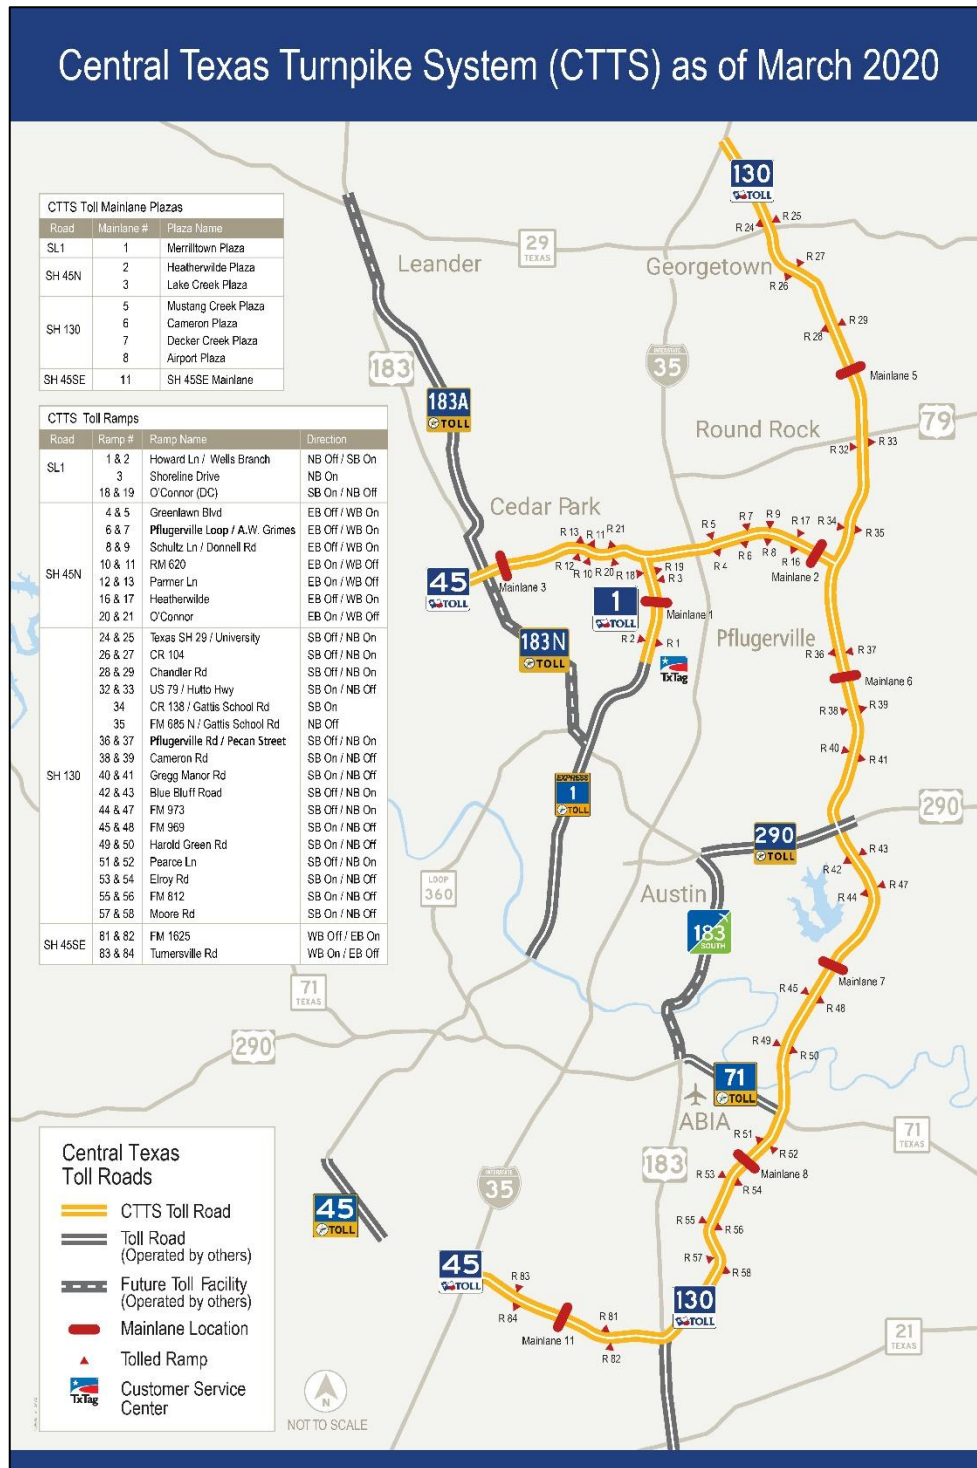 Central Texas Turnpike System (CTTS) as of March 2020
CTTS Toll Mainlane Plazas
Road Mainlane # Plaza Name
SL1 1 Merrilltown Plaza
SH 45N 2 Heatherwilde Plaza
3 Lake Creek Plaza
SH 130 5 Mustang Creek Plaza
6 Cameron Plaza
7 Decker Creek Plaza
8 Airport Plaza
SH 45SE 11 SH 45SE Mainlane
CTTS Toll Ramps
Road Ramp # Ramp Name Direction
SL1 1 & 2 Howard Ln / Wells Branch NB Off / SB On
3 Shoreline Drive NB On
18 & 19 O'Connor (DC) SB On / NB Off
SH 45N 4 & 5 Greenlawn Blvd EB Off / WB On
6 & 7 Pflugerville Loop / A.W. Grimes EB Off / WB On
8 & 9 Schultz Ln / Donnell Rd EB Off / WB On
10 & 11 RM 620 EB On / WB Off
12 & 13 Parmer Ln EB On / WB Off
16 & 17 Heatherwilde EB Off / WB On
20 & 21 O'Connor EB On / WB Off
SH 130 24 & 25 Texas SH 29 / University SB Off / NB On
26 & 27 CR 104 SB Off / NB On
28 & 29 Chandler Rd SB Off / NB On
32 & 33 US 79 / Hutto Hwy SB On / NB Off
34 CR 138 / Gattis School Rd SB On
35 FM 685 N / Gattis School Rd NB Off
36 & 37 Pflugerville Rd / Pecan Street SB Off / NB On
38 & 39 Cameron Rd SB On / NB Off
40 & 41 Gregg Manor Rd SB On / NB Off
42 & 43 Blue Bluff Road SB Off / NB On
44 & 47 FM 973 SB Off / NB On
45 & 48 FM 969 SB On / NB Off
49 & 50 Harold Green Rd SB On / NB Off
51 & 52 Pearce Ln SB Off / NB On
53 & 54 Elroy Rd SB On / NB Off
55 & 56 FM 812 SB On / NB Off
57 & 58 Moore Rd SB On / NB Off
SH 45SE 81 & 82 FM 1625 WB Off / EB On
83 & 84 Turnersville Rd WB On / EB Off
130
TOLL
R 24
R 25
29
TEXAS
Leander
Georgetown
R 27
R 26
R 29
R 28
183
INTERSTATE
35
Mainlane 5
183A
TOLL
Round Rock
79
R 32
R 33
Cedar Park
R 13
R 11
R 21
R 5
R 7
R 9
R 17
R 34
R 35
R 12
R 10
R 20
R 18
R 19
R 3
R 4
R 6
R 8
R 16
Mainlane 2
Mainlane 3
45
TOLL
1
TOLL
Mainlane 1
183N
TOLL
R 2
R 1
TxTag
Pflugerville
R 36
R 37
Mainlane 6
R 38
R 39
R 40
R 41
EXPRESS
1
TOLL
290
290
TOLL
R 43
R 42
LOOP
360
Austin
R 47
R 44
183
SOUTH
Mainlane 7
71
TEXAS
R 45
R 48
290
R 49
R 50
71
TOLL
ABIA
71
TEXAS
R 51
R 52
183
Mainlane 8
R 53
R 54
INTERSTATE
35
45
TOLL
R 55
R 56
R 57
R 58
45
TOLL
R 83
R 84
130
TOLL
R 81
Mainlane 11
R 82
21
TEXAS
Central Texas
Toll Roads
CTTS Toll Road
Toll Road
(Operated by others)
Future Toll Facility
(Operated by others)
Mainlane Location
Tolled Ramp
TxTag
Customer Service
Center
N
NOT TO SCALE